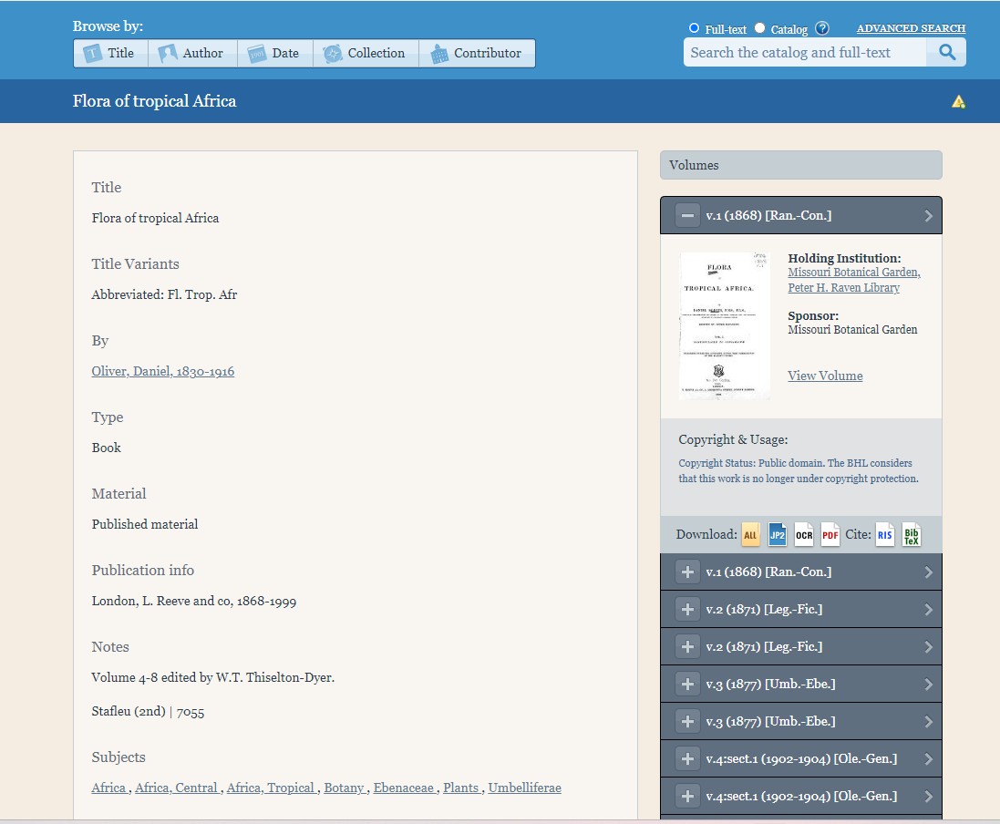 Browse by:
Title Author Date Collection Contributor
Full-text Catalog ? ADVANCED SEARCH
Search the catalog and full-text
Flora of tropical Africa
Title
Flora of tropical Africa
Title Variants
Abbreviated: Fl. Trop. Afr
By
Oliver, Daniel, 1830-1916
Type
Book
Material
Published material
Publication info
London, L. Reeve and co, 1868-1999
Notes
Volume 4-8 edited by W.T. Thiselton-Dyer.
Stafleu (2nd) | 7055
Subjects
Africa , Africa, Central , Africa, Tropical , Botany , Ebenaceae , Plants , Umbelliferae
Volumes
v.1 (1868) [Ran.-Con.]
FLORA
TROPICAL AFRICA.
Holding Institution:
Missouri Botanical Garden,
Peter H. Raven Library
Sponsor:
Missouri Botanical Garden
View Volume
Copyright & Usage:
Copyright Status: Public domain. The BHL considers
that this work is no longer under copyright protection.
Download: ALL JP2 OCR PDF Cite: RIS Bib TeX
v.1 (1868) [Ran.-Con.]
v.2 (1871) [Leg.-Fic.]
v.2 (1871) [Leg.-Fic.]
v.3 (1877) [Umb.-Ebe.]
v.3 (1877) [Umb.-Ebe.]
v.4:sect.1 (1902-1904) [Ole.-Gen.]
v.4:sect.1 (1902-1904) [Ole.-Gen.]